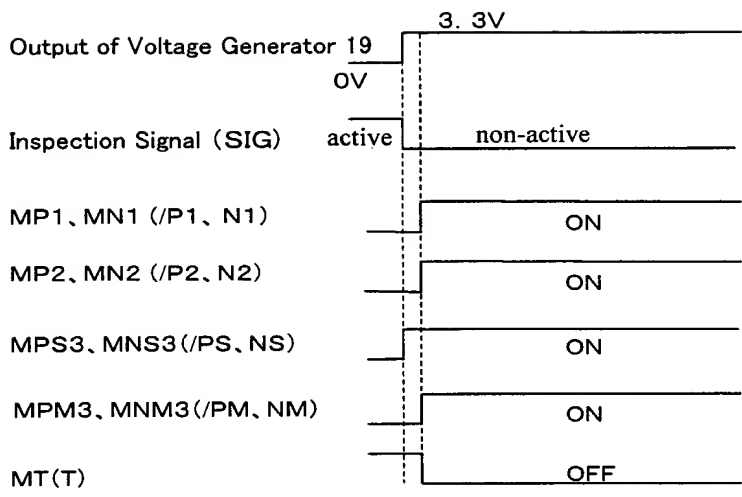 3. 3V
Output of Voltage Generator 19
0V
Inspection Signal (SIG) active non-active
MP1、MN1 (/P1、N1) ON
MP2、MN2 (/P2、N2) ON
MPS3、MNS3(/PS、NS) ON
MPM3、MNM3(/PM、NM) ON
MT(T) OFF